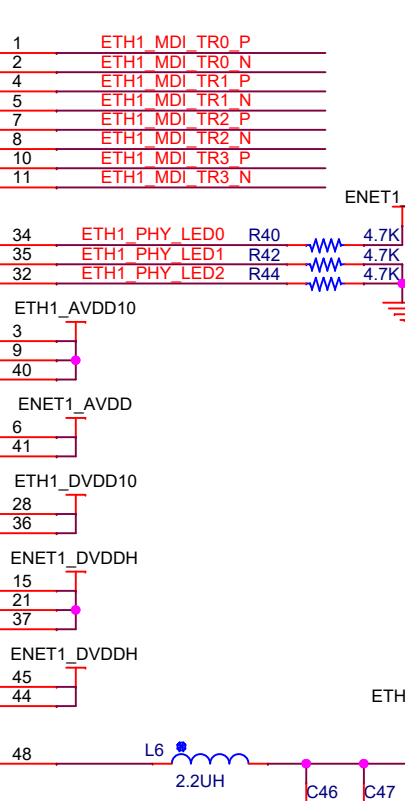 1 ETH1_MDI_TR0_P
2 ETH1_MDI_TR0_N
4 ETH1_MDI_TR1_P
5 ETH1_MDI_TR1_N
7 ETH1_MDI_TR2_P
8 ETH1_MDI_TR2_N
10 ETH1_MDI_TR3_P
11 ETH1_MDI_TR3_N
ENET1
34 ETH1_PHY_LED0 R40 4.7K
35 ETH1_PHY_LED1 R42 4.7K
32 ETH1_PHY_LED2 R44 4.7K
ETH1_AVDD10
3
9
40
ENET1_AVDD
6
41
ETH1_DVDD10
28
36
ENET1_DVDDH
15
21
37
ENET1_DVDDH
45
44
ETH
48 L6
2.2UH
C46 C47